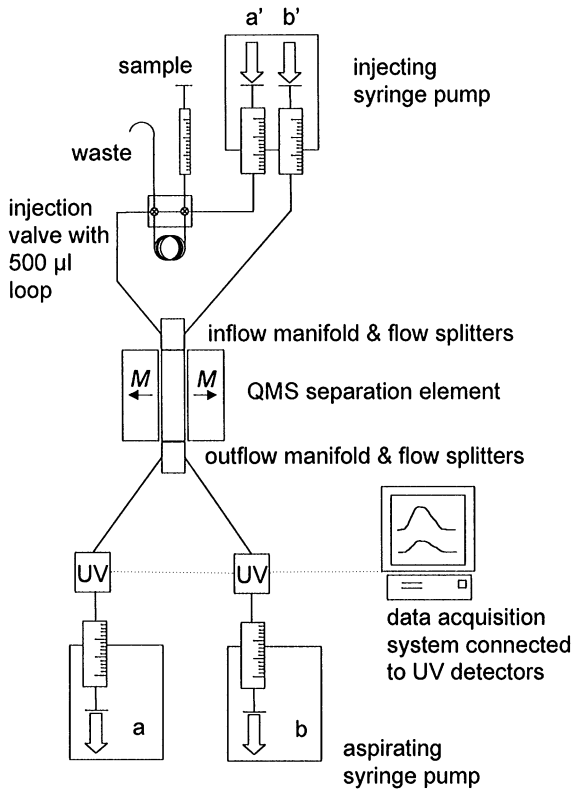 a' b'
sample
injecting
syringe pump
waste
injection
valve with
500 µl
loop
inflow manifold & flow splitters
M M
QMS separation element
outflow manifold & flow splitters
UV UV
data acquisition
system connected
to UV detectors
a b
aspirating
syringe pump